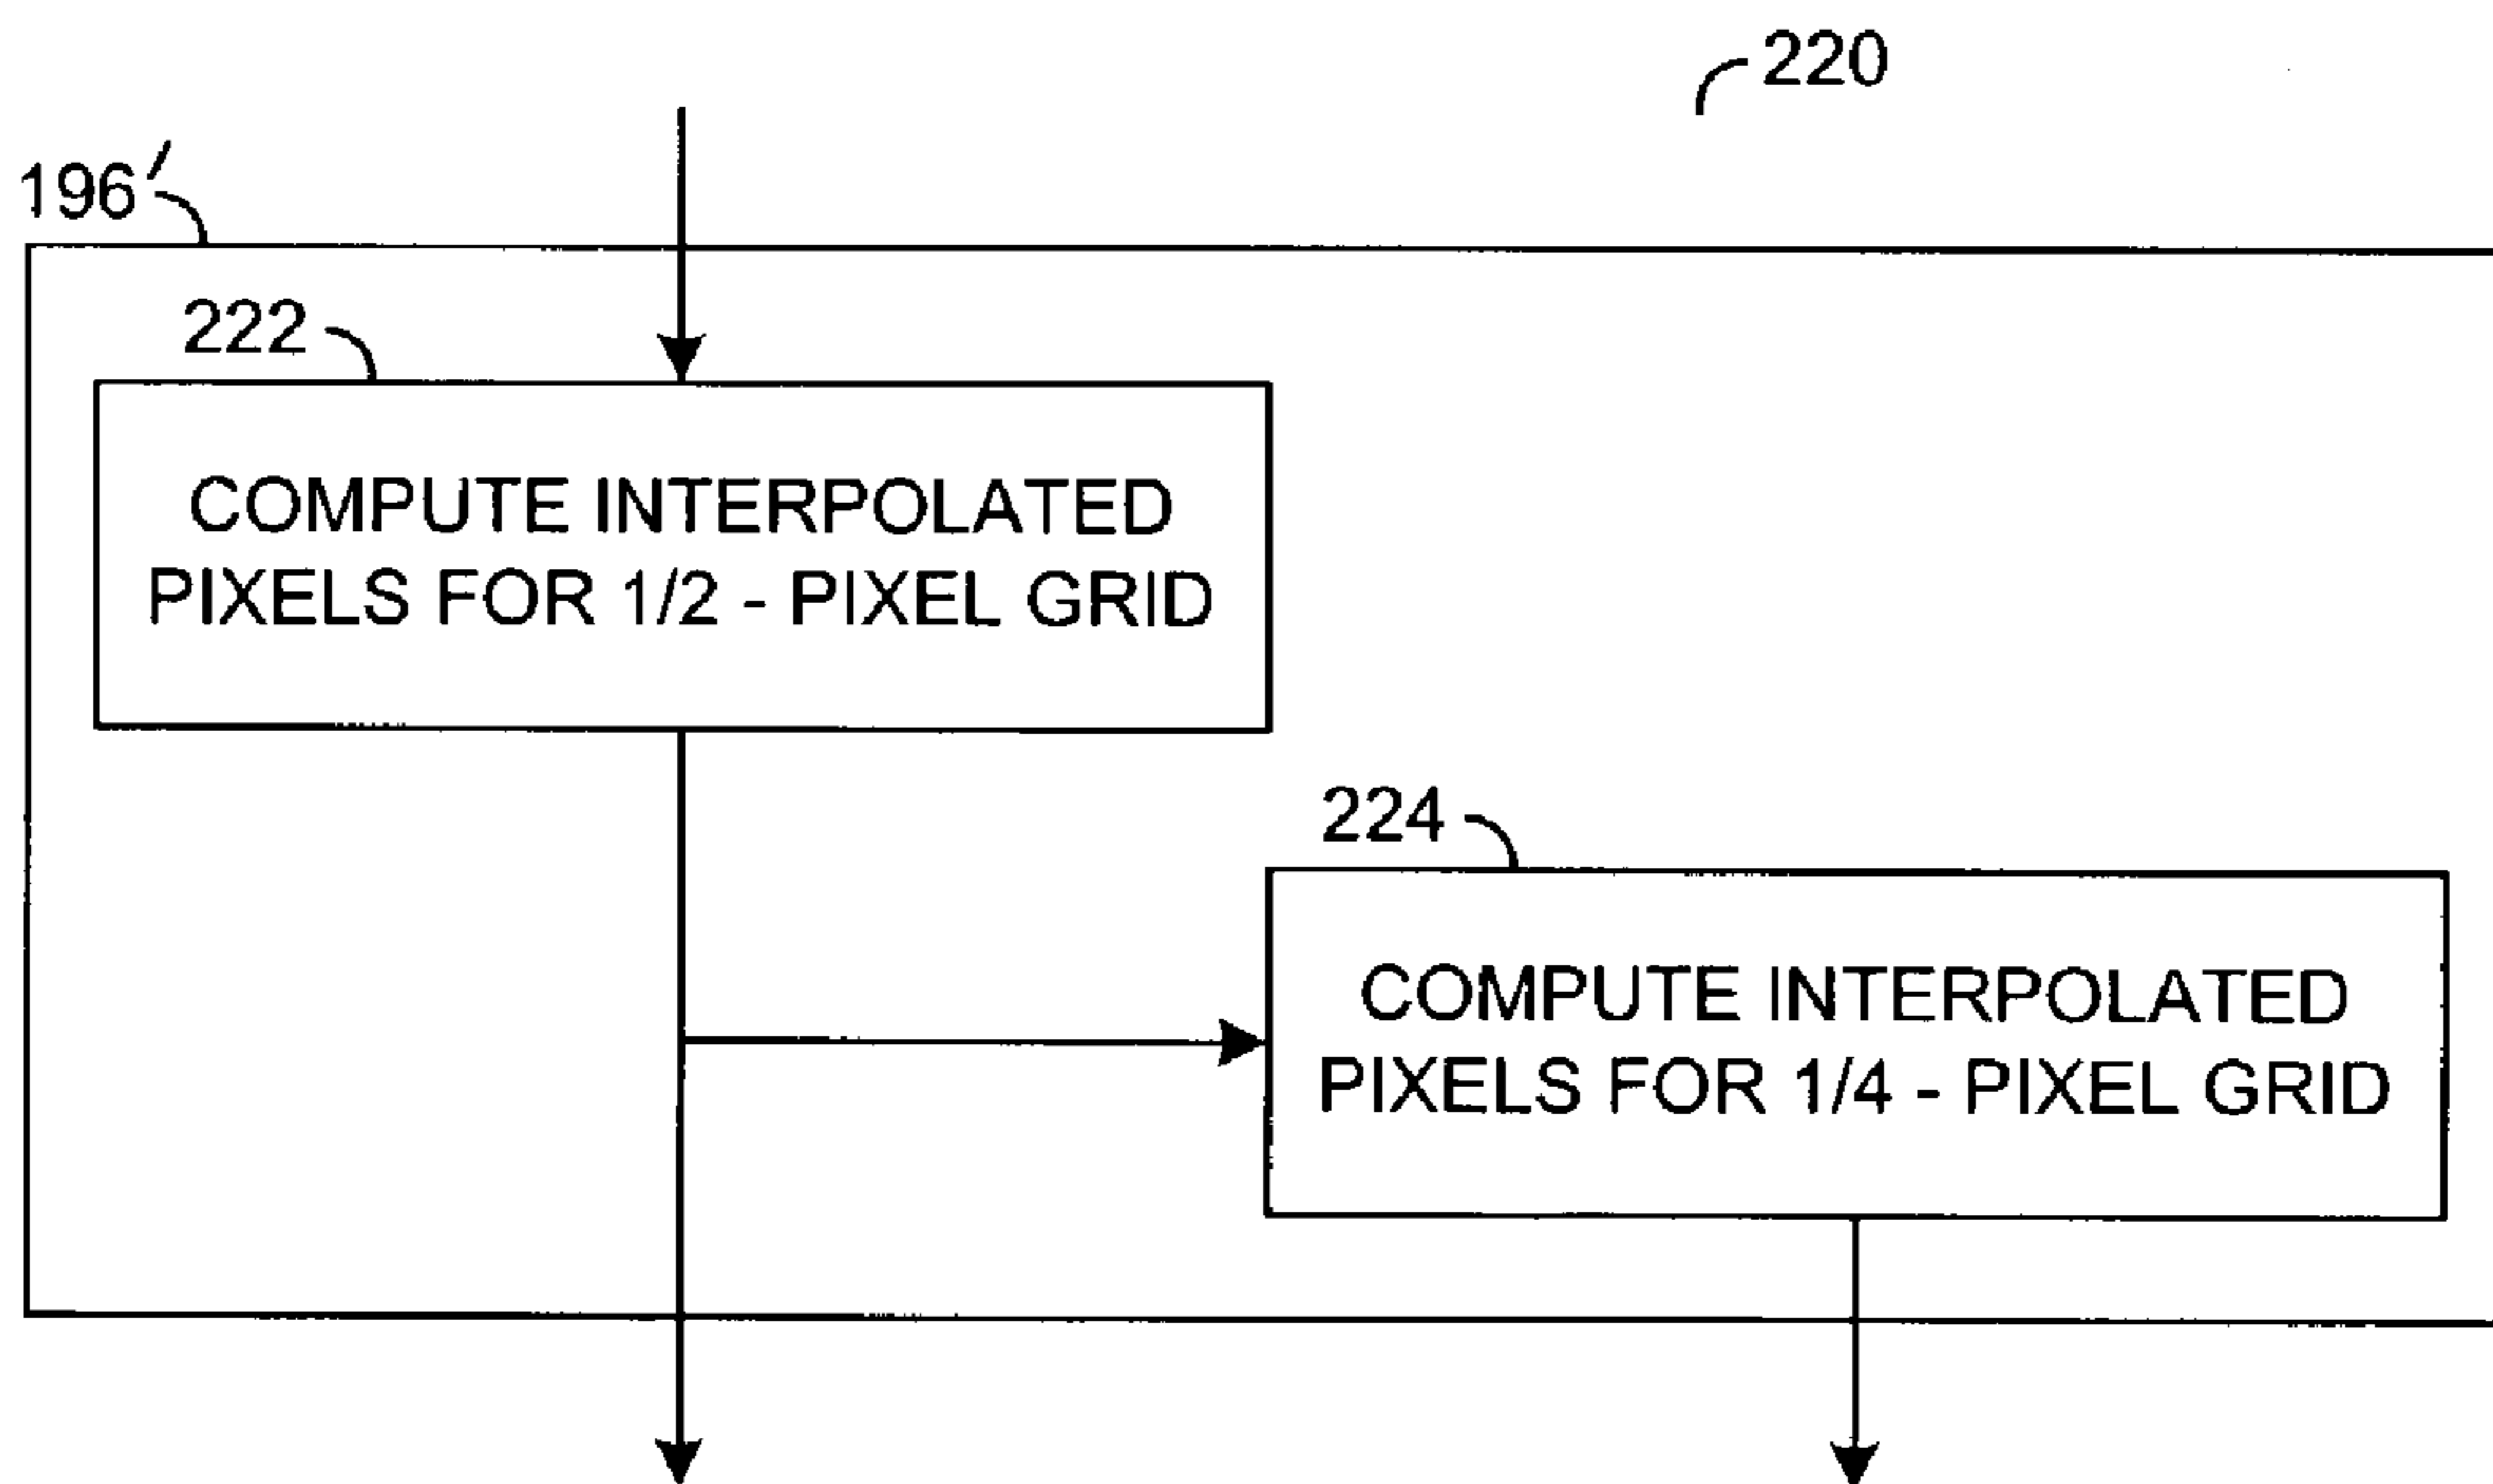 220
196'
222
COMPUTE INTERPOLATED
PIXELS FOR 1/2 - PIXEL GRID
224
COMPUTE INTERPOLATED
PIXELS FOR 1/4 - PIXEL GRID